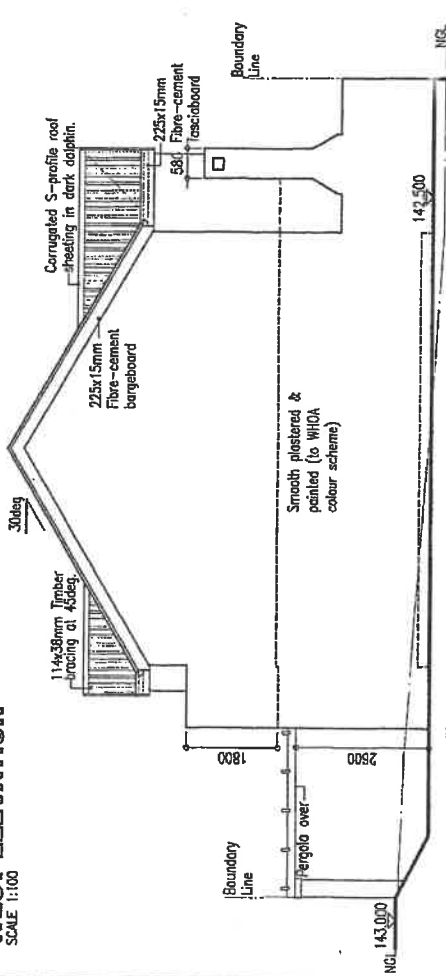 SCALE 1:100
30deg
114x38mm Timber
bracing at 45deg.
Corrugated S-profile roof
sheeting in dark dolphin.
225x15mm
Fibre-cement
bargeboard
225x15mm
Fibre-cement
fasciaboard
580
Boundary
Line
Smooth plastered &
painted (to WHOA
colour scheme)
1800
2600
Pergola over
Boundary
Line
143,000
NGL
142,500
NGL